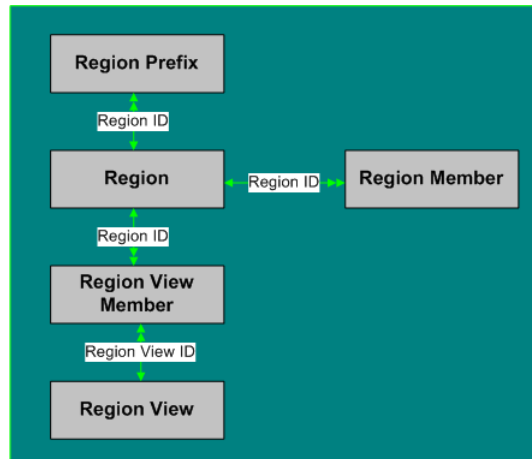 Region Prefix
Region ID
Region
Region ID
Region Member
Region ID
Region View
Member
Region View ID
Region View